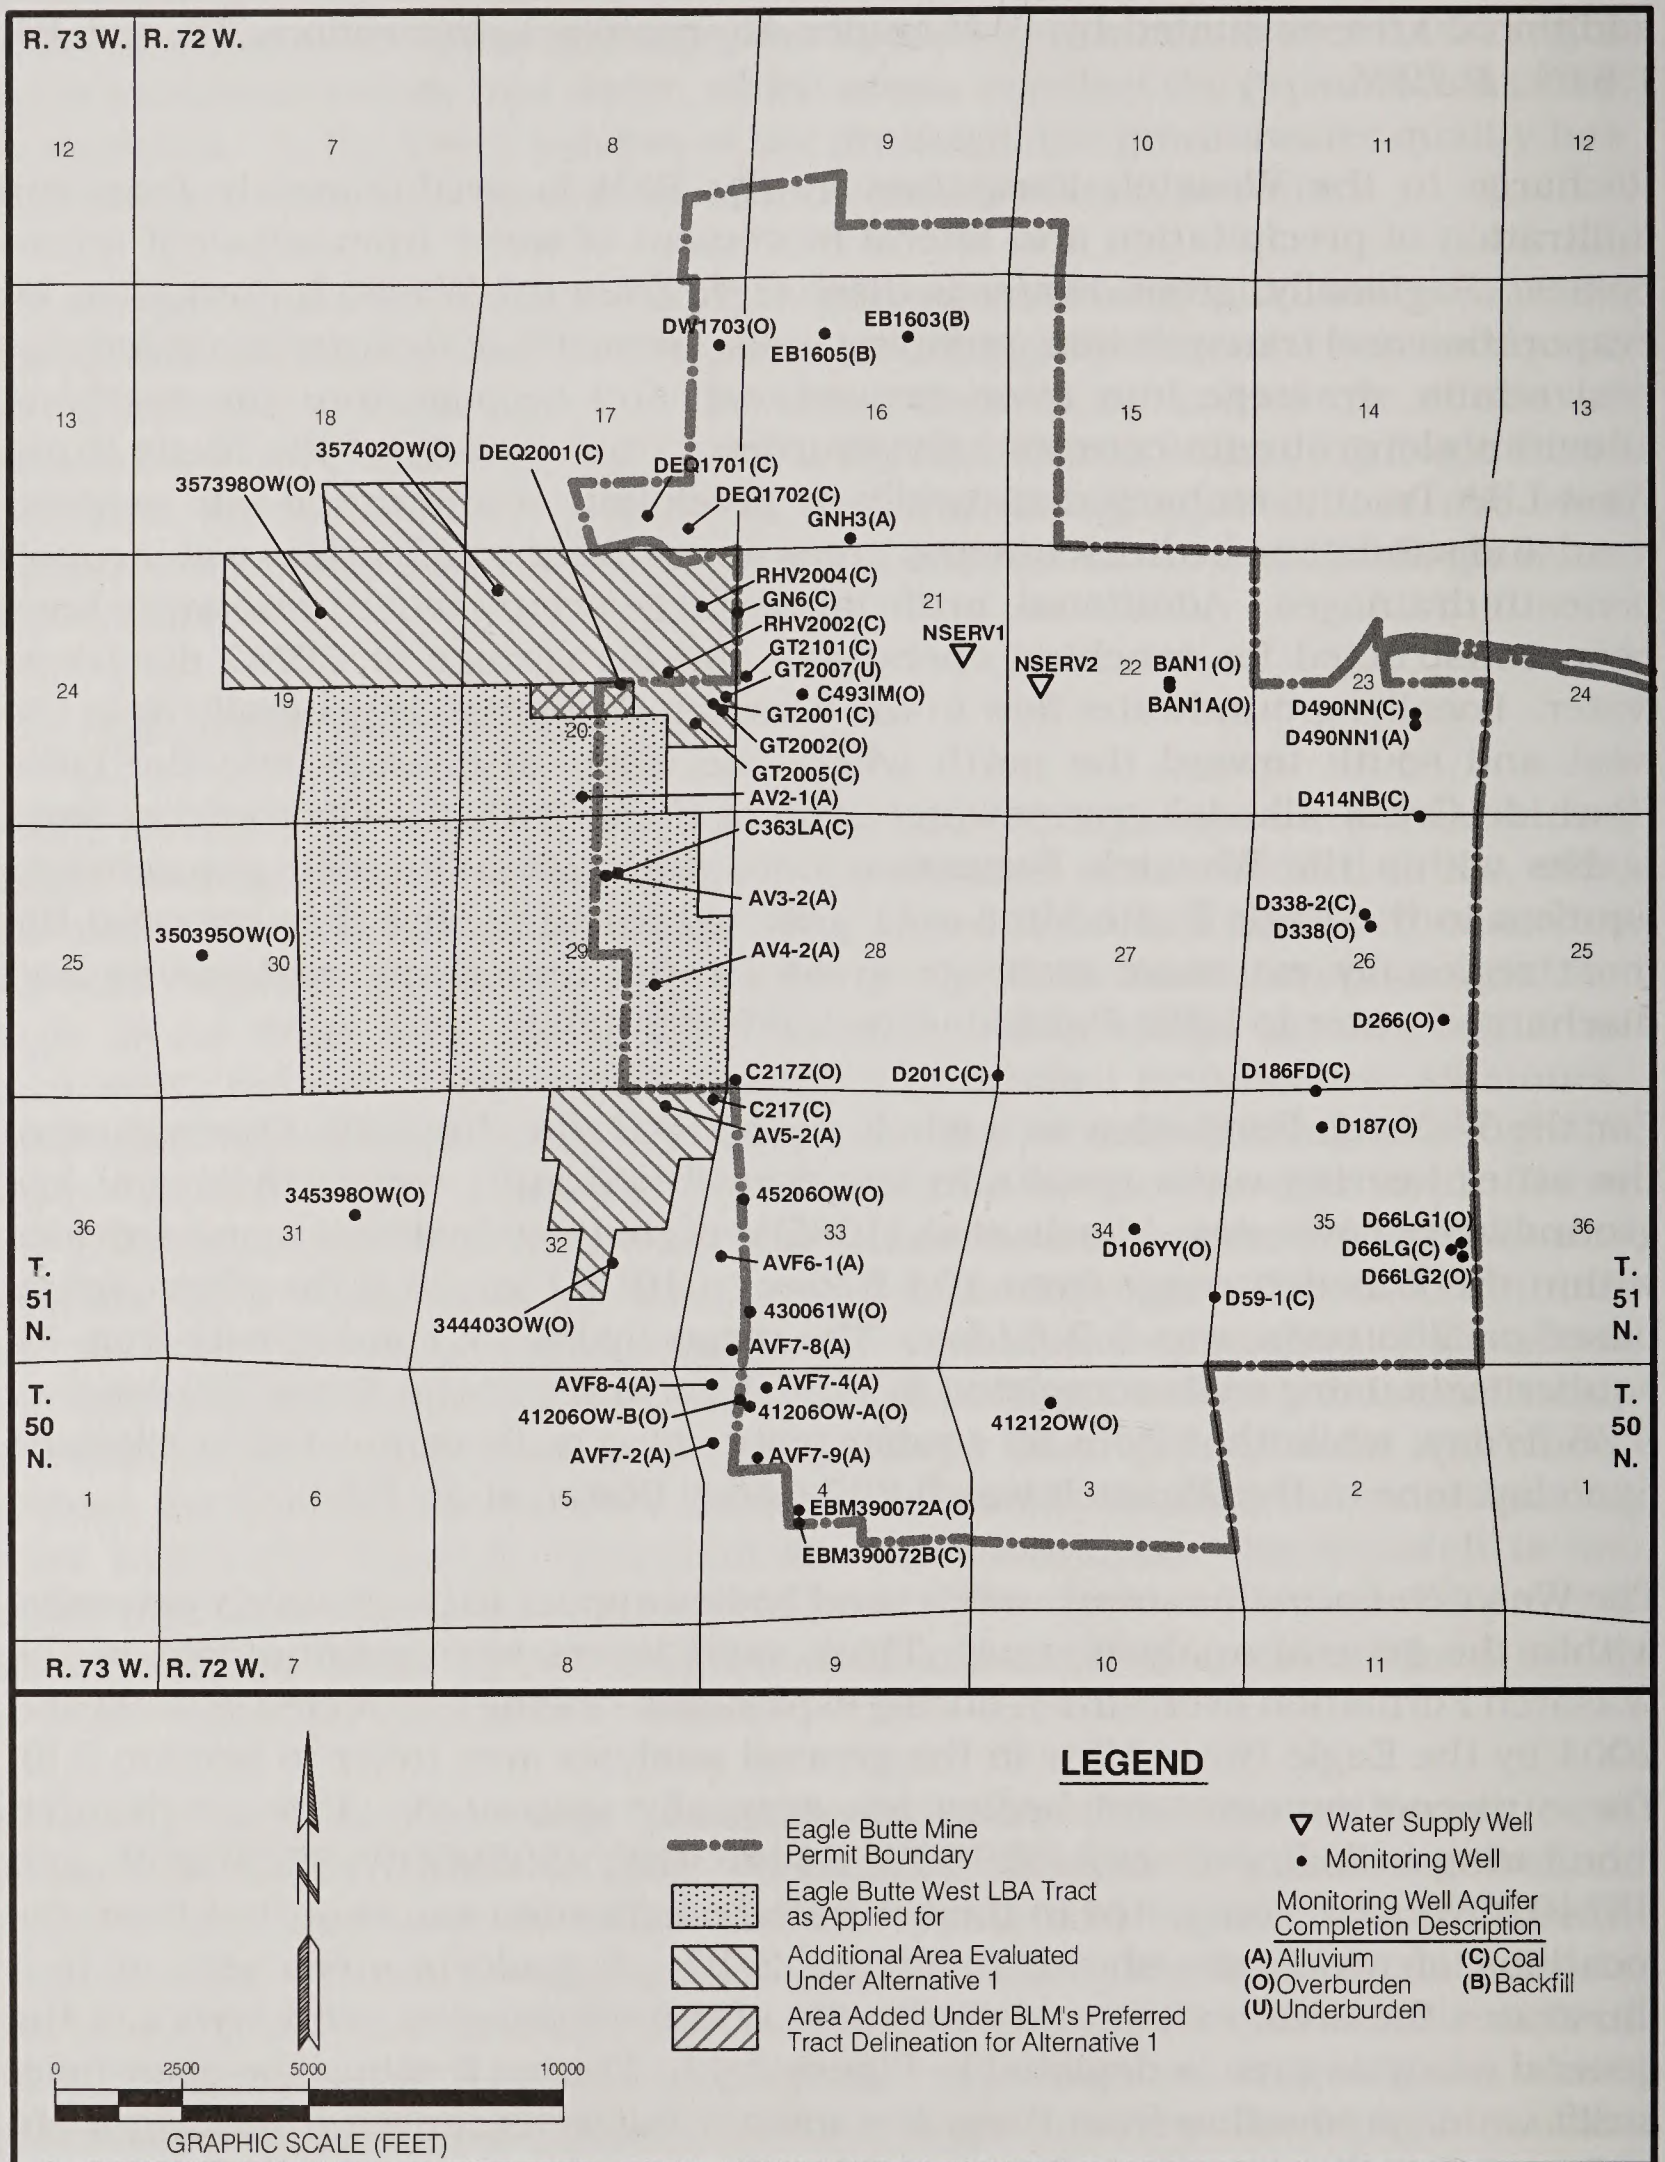 R. 73 W. R. 72 W.
12 7 8 9 10 11 12
DW1703(O)
EB1605(B)
EB1603(B)
13 18 17 16 15 14 13
357402OW(O)
DEQ2001(C)
DEQ1701(C)
357398OW(O)
DEQ1702(C)
GNH3(A)
RHV2004(C)
GN6(C)
21
RHV2002(C)
NSERV1
GT2101(C)
GT2007(U)
NSERV2
22
BAN1(O)
24 19
C493IM(O)
BAN1A(O)
23 24
D490NN(C)
GT2001(C)
20
D490NN1(A)
GT2002(O)
GT2005(C)
AV2-1(A)
D414NB(C)
C363LA(C)
AV3-2(A)
D338-2(C)
D338(O)
350395OW(O)
25 30 29
AV4-2(A)
28 27 26 25
D266(O)
C217Z(O)
D201C(C)
D186FD(C)
C217(C)
AV5-2(A)
D187(O)
345398OW(O)
45206OW(O)
36 31 32 33 34 35 36
D66LG1(O)
D106YY(O)
D66LG(C)
AVF6-1(A)
D66LG2(O)
T.
51
N.
T.
51
N.
D59-1(C)
344403OW(O)
430061W(O)
AVF7-8(A)
T.
50
N.
T.
50
N.
AVF8-4(A)
AVF7-4(A)
41206OW-B(O)
41206OW-A(O)
41212OW(O)
AVF7-2(A)
AVF7-9(A)
1 6 5 4 3 2 1
EBM390072A(O)
EBM390072B(C)
R. 73 W. R. 72 W. 7 8 9 10 11
LEGEND
Eagle Butte Mine
Permit Boundary
Eagle Butte West LBA Tract
as Applied for
Additional Area Evaluated
Under Alternative 1
Area Added Under BLM's Preferred
Tract Delineation for Alternative 1
Water Supply Well
Monitoring Well
Monitoring Well Aquifer
Completion Description
(A) Alluvium (C) Coal
(O) Overburden (B) Backfill
(U) Underburden
N
0 2500 5000 10000
GRAPHIC SCALE (FEET)